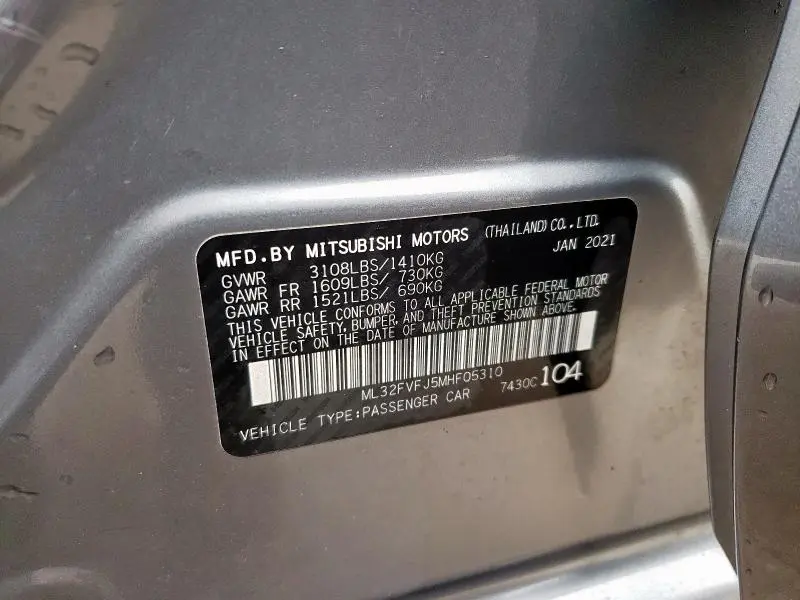 MFD.BY MITSUBISHI MOTORS (THAILAND) CO.,LTD.
JAN 2021
GVWR 3108LBS/1410KG
GAWR FR 1609LBS/ 730KG
GAWR RR 1521LBS/ 690KG
THIS VEHICLE CONFORMS TO ALL APPLICABLE FEDERAL MOTOR
VEHICLE SAFETY, BUMPER, AND THEFT PREVENTION STANDARDS
IN EFFECT ON THE DATE OF MANUFACTURE SHOWN ABOVE.
ML32FVFJ5MHF05310
7430C 104
VEHICLE TYPE:PASSENGER CAR